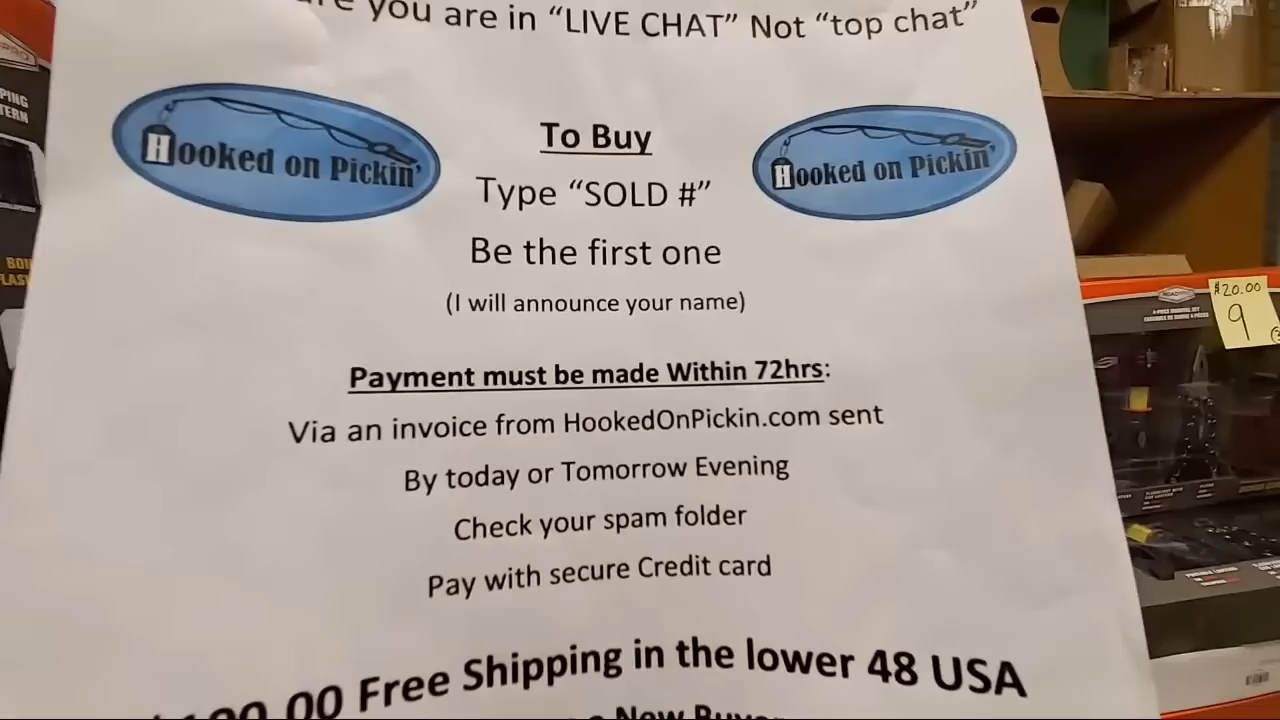 you are in “LIVE CHAT” Not “top chat”
Hooked on Pickin'
To Buy
Hooked on Pickin'
Type “SOLD #”
Be the first one
(I will announce your name)
Payment must be made Within 72hrs:
Via an invoice from HookedOnPickin.com sent
By today or Tomorrow Evening
Check your spam folder
Pay with secure Credit card
00 Free Shipping in the lower 48 USA
New
$20.00
9